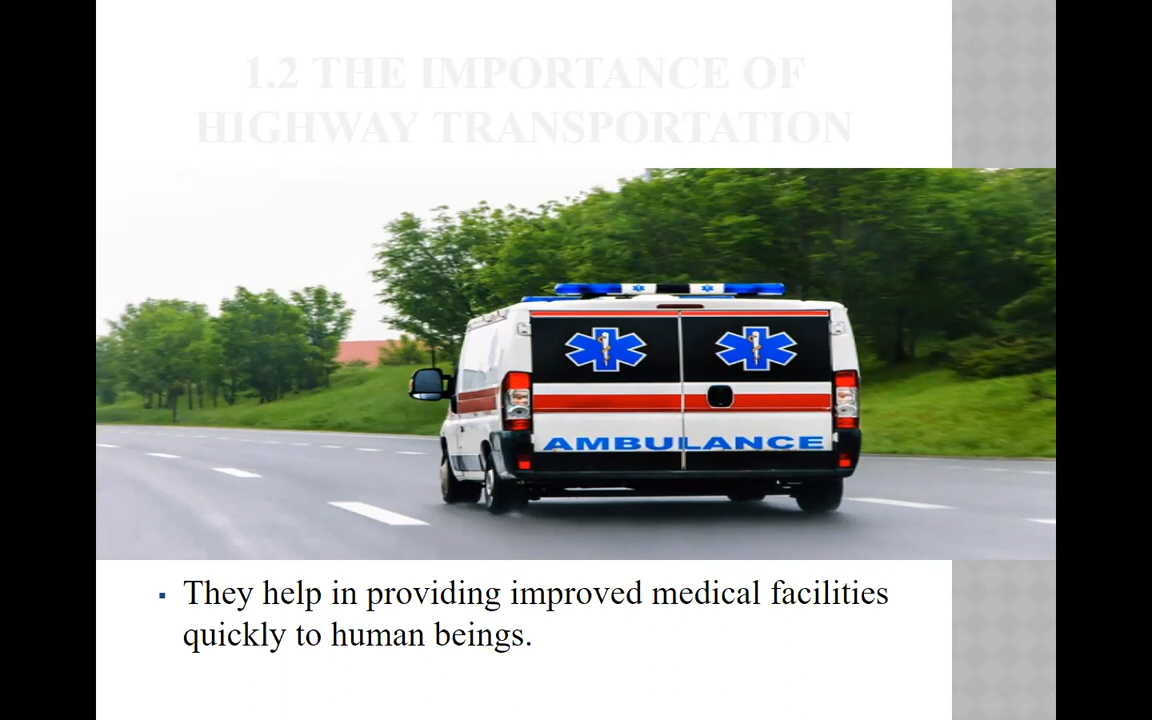 1.2 THE IMPORTANCE OF
HIGHWAY TRANSPORTATION
AMBULANCE
▪ They help in providing improved medical facilities
quickly to human beings.